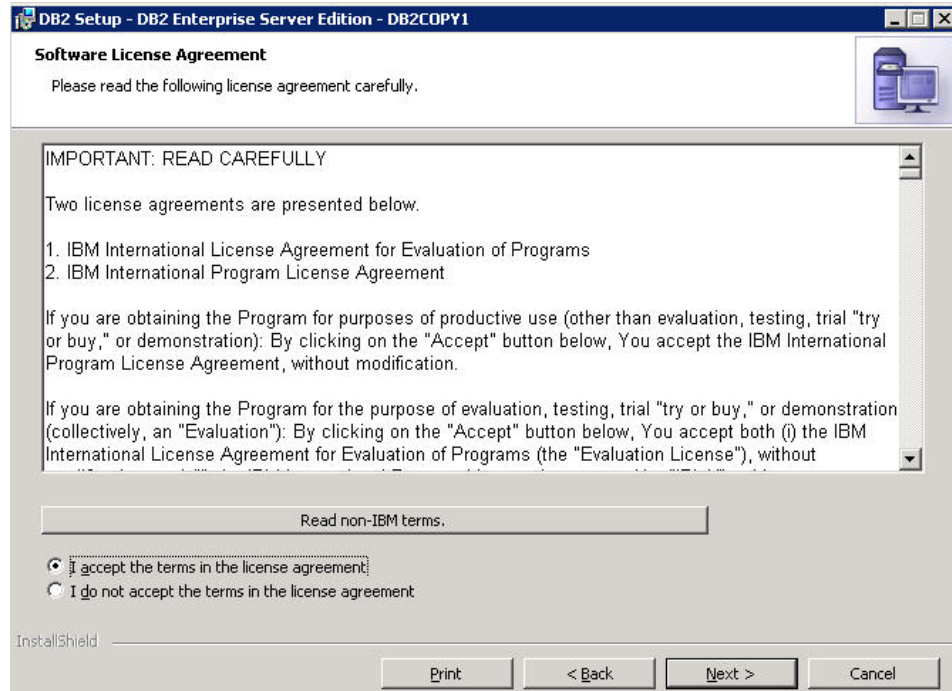 DB2 Setup - DB2 Enterprise Server Edition - DB2COPY1
Software License Agreement
Please read the following license agreement carefully.
IMPORTANT: READ CAREFULLY
Two license agreements are presented below.
1. IBM International License Agreement for Evaluation of Programs
2. IBM International Program License Agreement
If you are obtaining the Program for purposes of productive use (other than evaluation, testing, trial "try
or buy," or demonstration): By clicking on the "Accept" button below, You accept the IBM International
Program License Agreement, without modification.
If you are obtaining the Program for the purpose of evaluation, testing, trial "try or buy," or demonstration
(collectively, an "Evaluation"): By clicking on the "Accept" button below, You accept both (i) the IBM
International License Agreement for Evaluation of Programs (the "Evaluation License"), without
Read non-IBM terms.
I accept the terms in the license agreement
I do not accept the terms in the license agreement
InstallShield
Print
< Back
Next >
Cancel